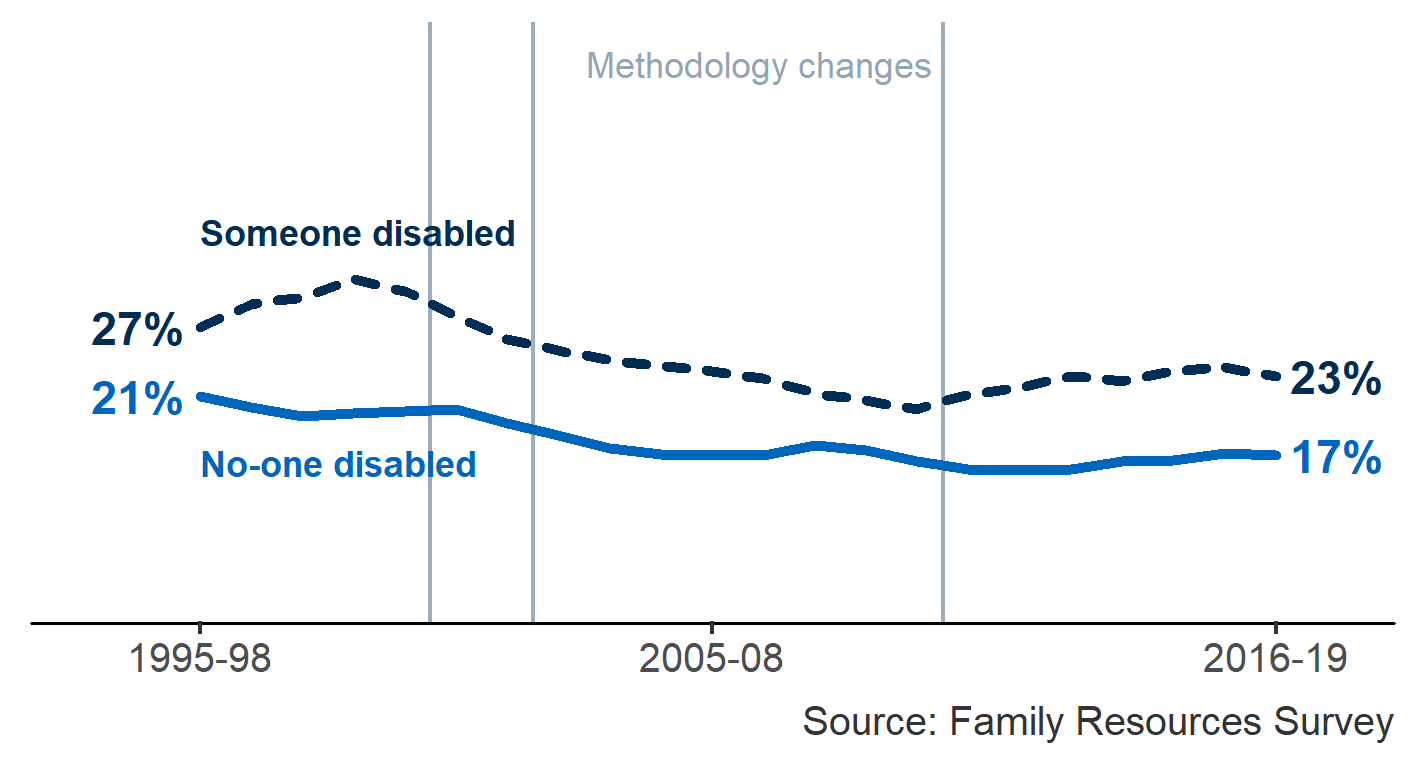 Methodology changes
Someone disabled
27%
23%
21%
17%
No-one disabled
1995-98
2005-08
2016-19
Source: Family Resources Survey